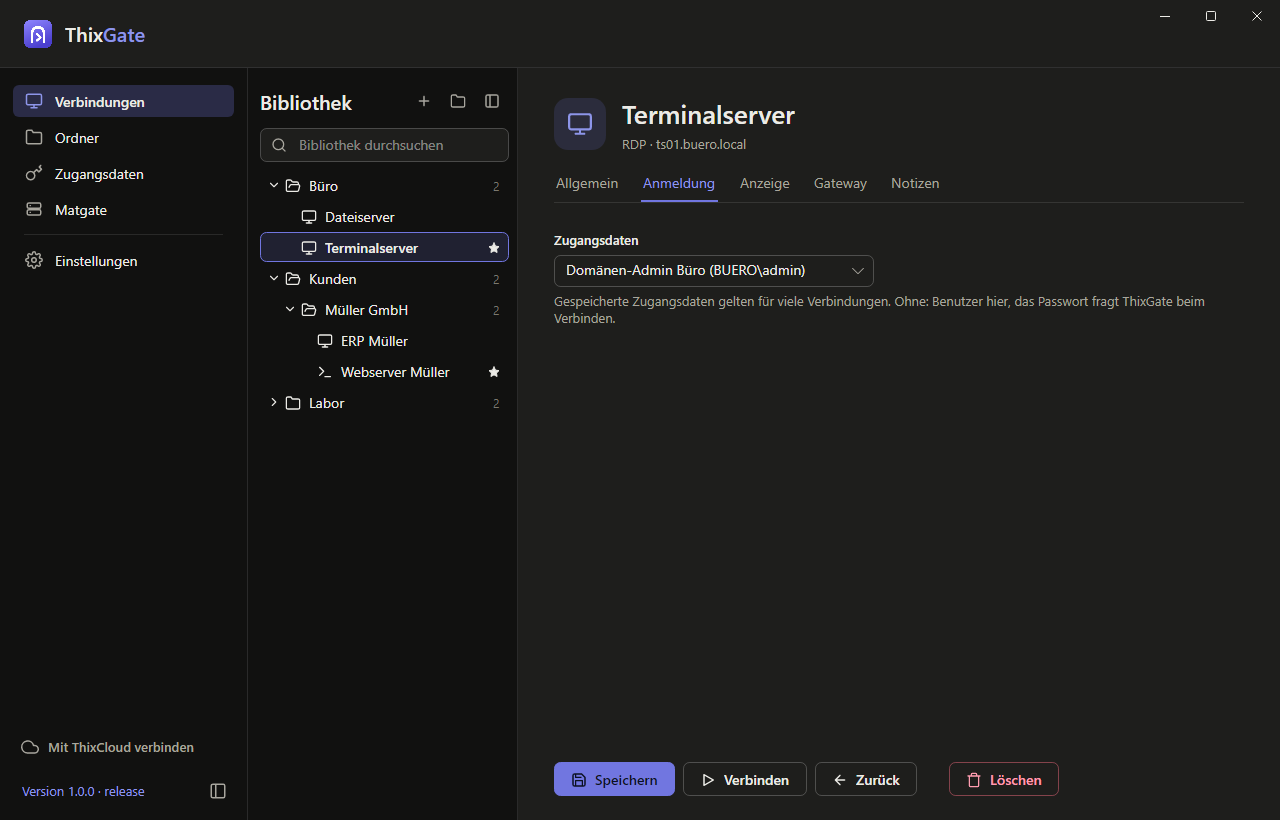 ThixGate
Verbindungen
Ordner
Zugangsdaten
Matgate
Einstellungen
Mit ThixCloud verbinden
Version 1.0.0 · release
Bibliothek
Bibliothek durchsuchen
Büro 2
Dateiserver
Terminalserver
Kunden 2
Müller GmbH 2
ERP Müller
Webserver Müller
Labor 2
Terminalserver
RDP · ts01.buero.local
Allgemein Anmeldung Anzeige Gateway Notizen
Zugangsdaten
Domänen-Admin Büro (BUERO\admin)
Gespeicherte Zugangsdaten gelten für viele Verbindungen. Ohne: Benutzer hier, das Passwort fragt ThixGate beim
Verbinden.
Speichern Verbinden Zurück Löschen